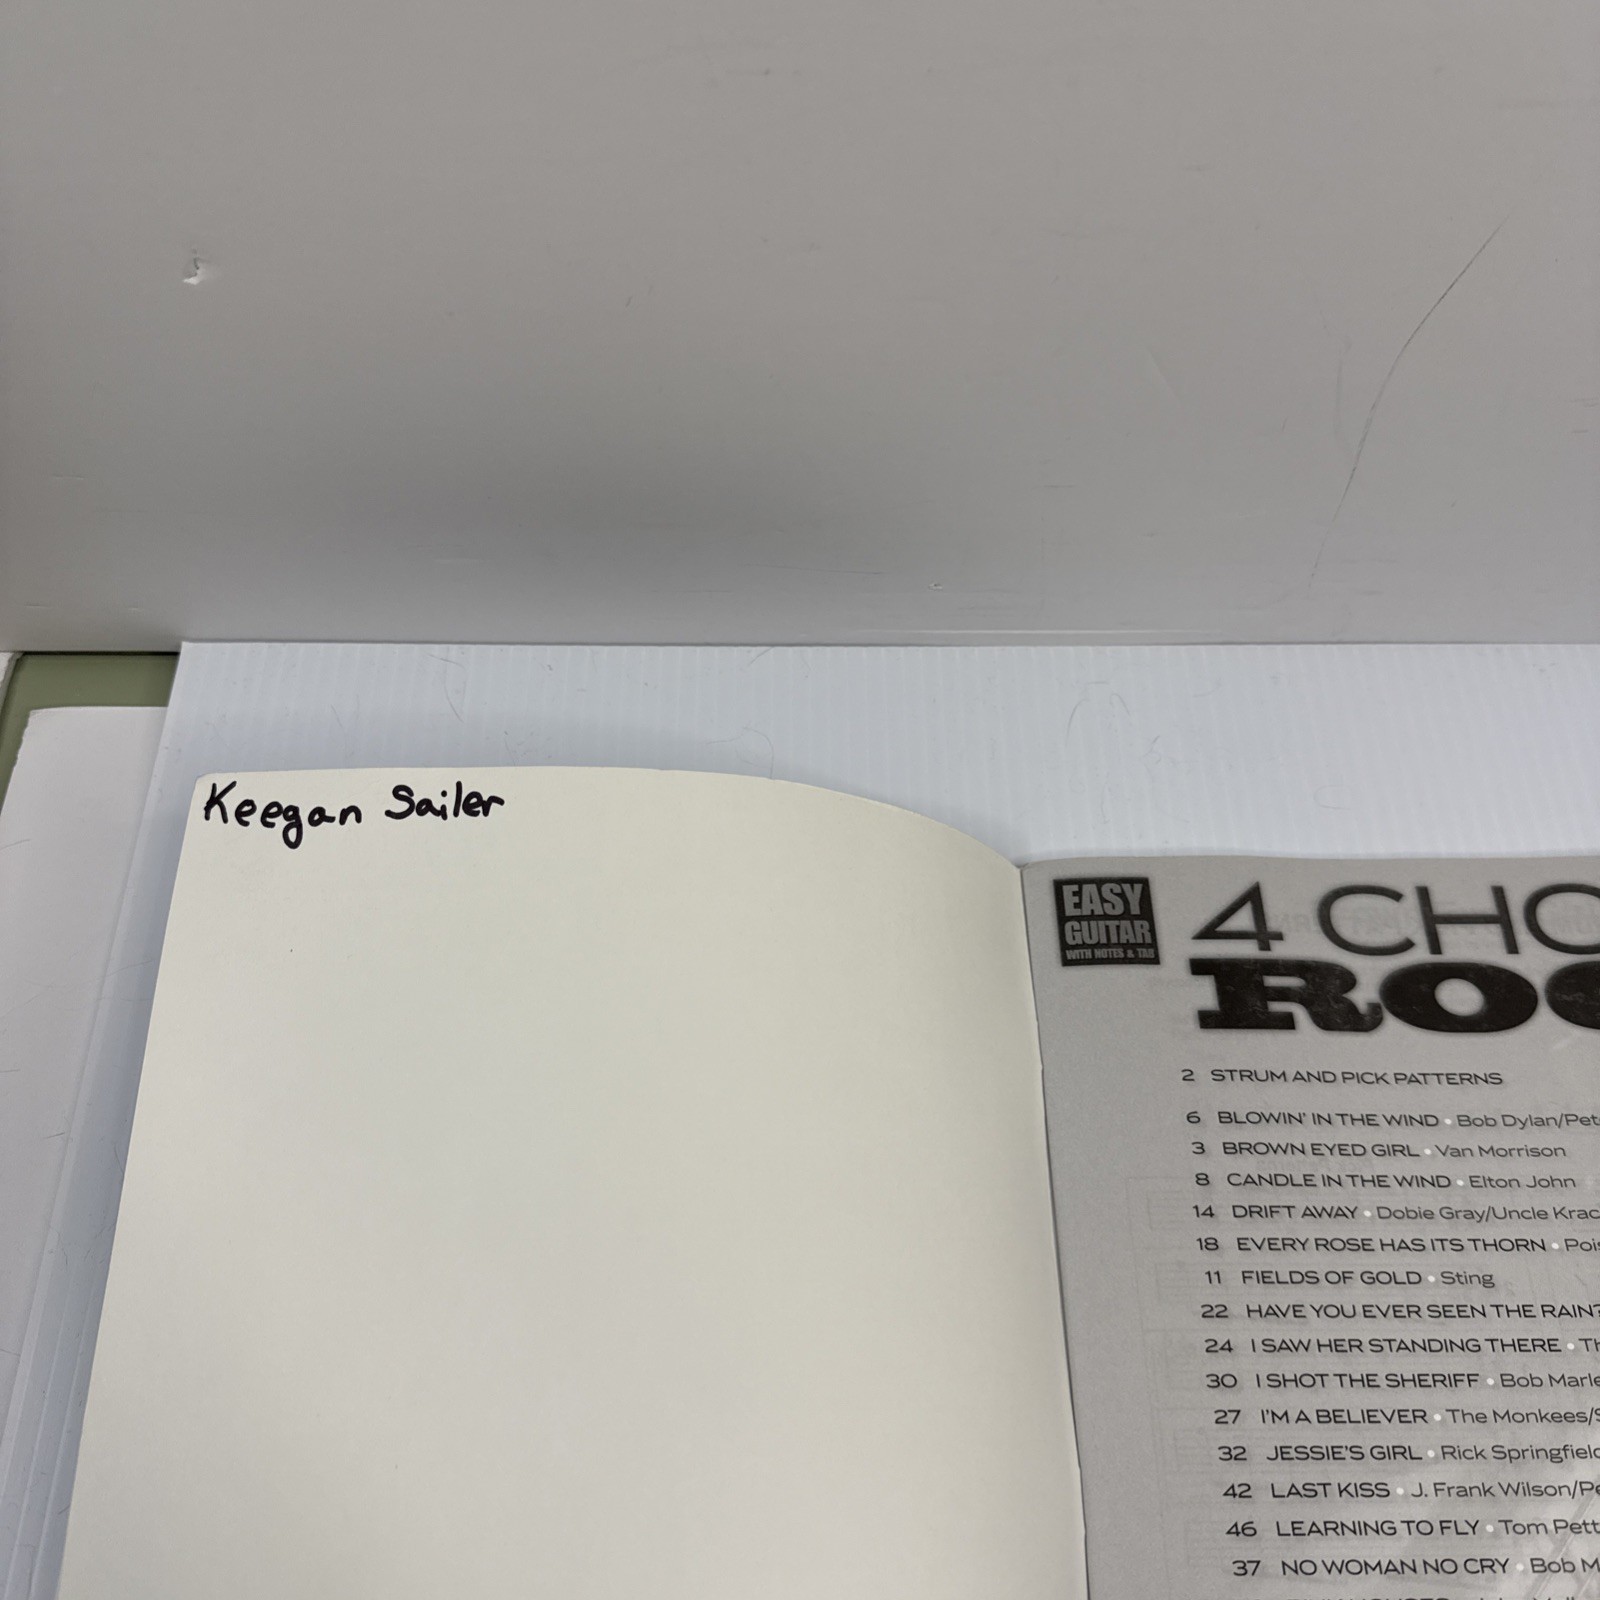 Keegan Sailer
EASY
GUITAR
WITH NOTES & TAB
4 CHO
ROC
2 STRUM AND PICK PATTERNS
6 BLOWIN' IN THE WIND • Bob Dylan/Pet
3 BROWN EYED GIRL • Van Morrison
8 CANDLE IN THE WIND • Elton John
14 DRIFT AWAY • Dobie Gray/Uncle Krac
18 EVERY ROSE HAS ITS THORN • Pois
11 FIELDS OF GOLD • Sting
22 HAVE YOU EVER SEEN THE RAIN?
24 I SAW HER STANDING THERE • Th
30 I SHOT THE SHERIFF • Bob Marle
27 I'M A BELIEVER • The Monkees/S
32 JESSIE'S GIRL • Rick Springfield
42 LAST KISS • J. Frank Wilson/Pe
46 LEARNING TO FLY • Tom Pett
37 NO WOMAN NO CRY • Bob M